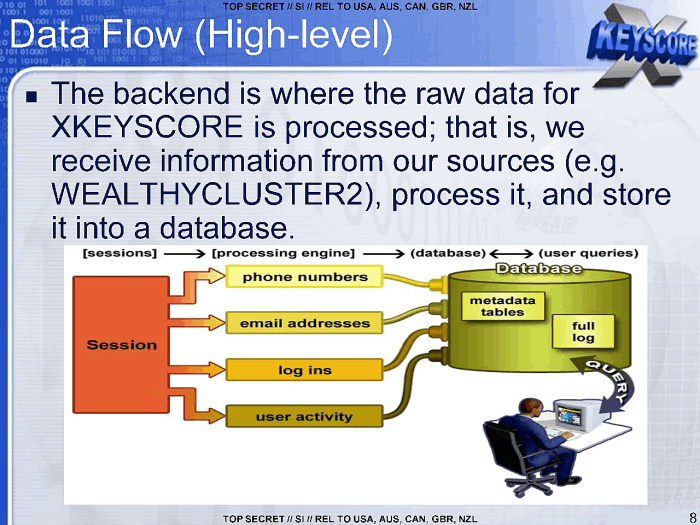 TOP SECRET // SI // REL TO USA, AUS, CAN, GBR, NZL
Data Flow (High-level)
X
KEYSCORE
■ The backend is where the raw data for
XKEYSCORE is processed; that is, we
receive information from our sources (e.g.
WEALTHYCLUSTER2), process it, and store
it into a database.
[sessions] → [processing engine] → (database) ↔ (user queries)
Database
phone numbers
metadata
tables
email addresses
full
log
Session
log ins
QUERY
user activity
TOP SECRET // SI // REL TO USA, AUS, CAN, GBR, NZL
8